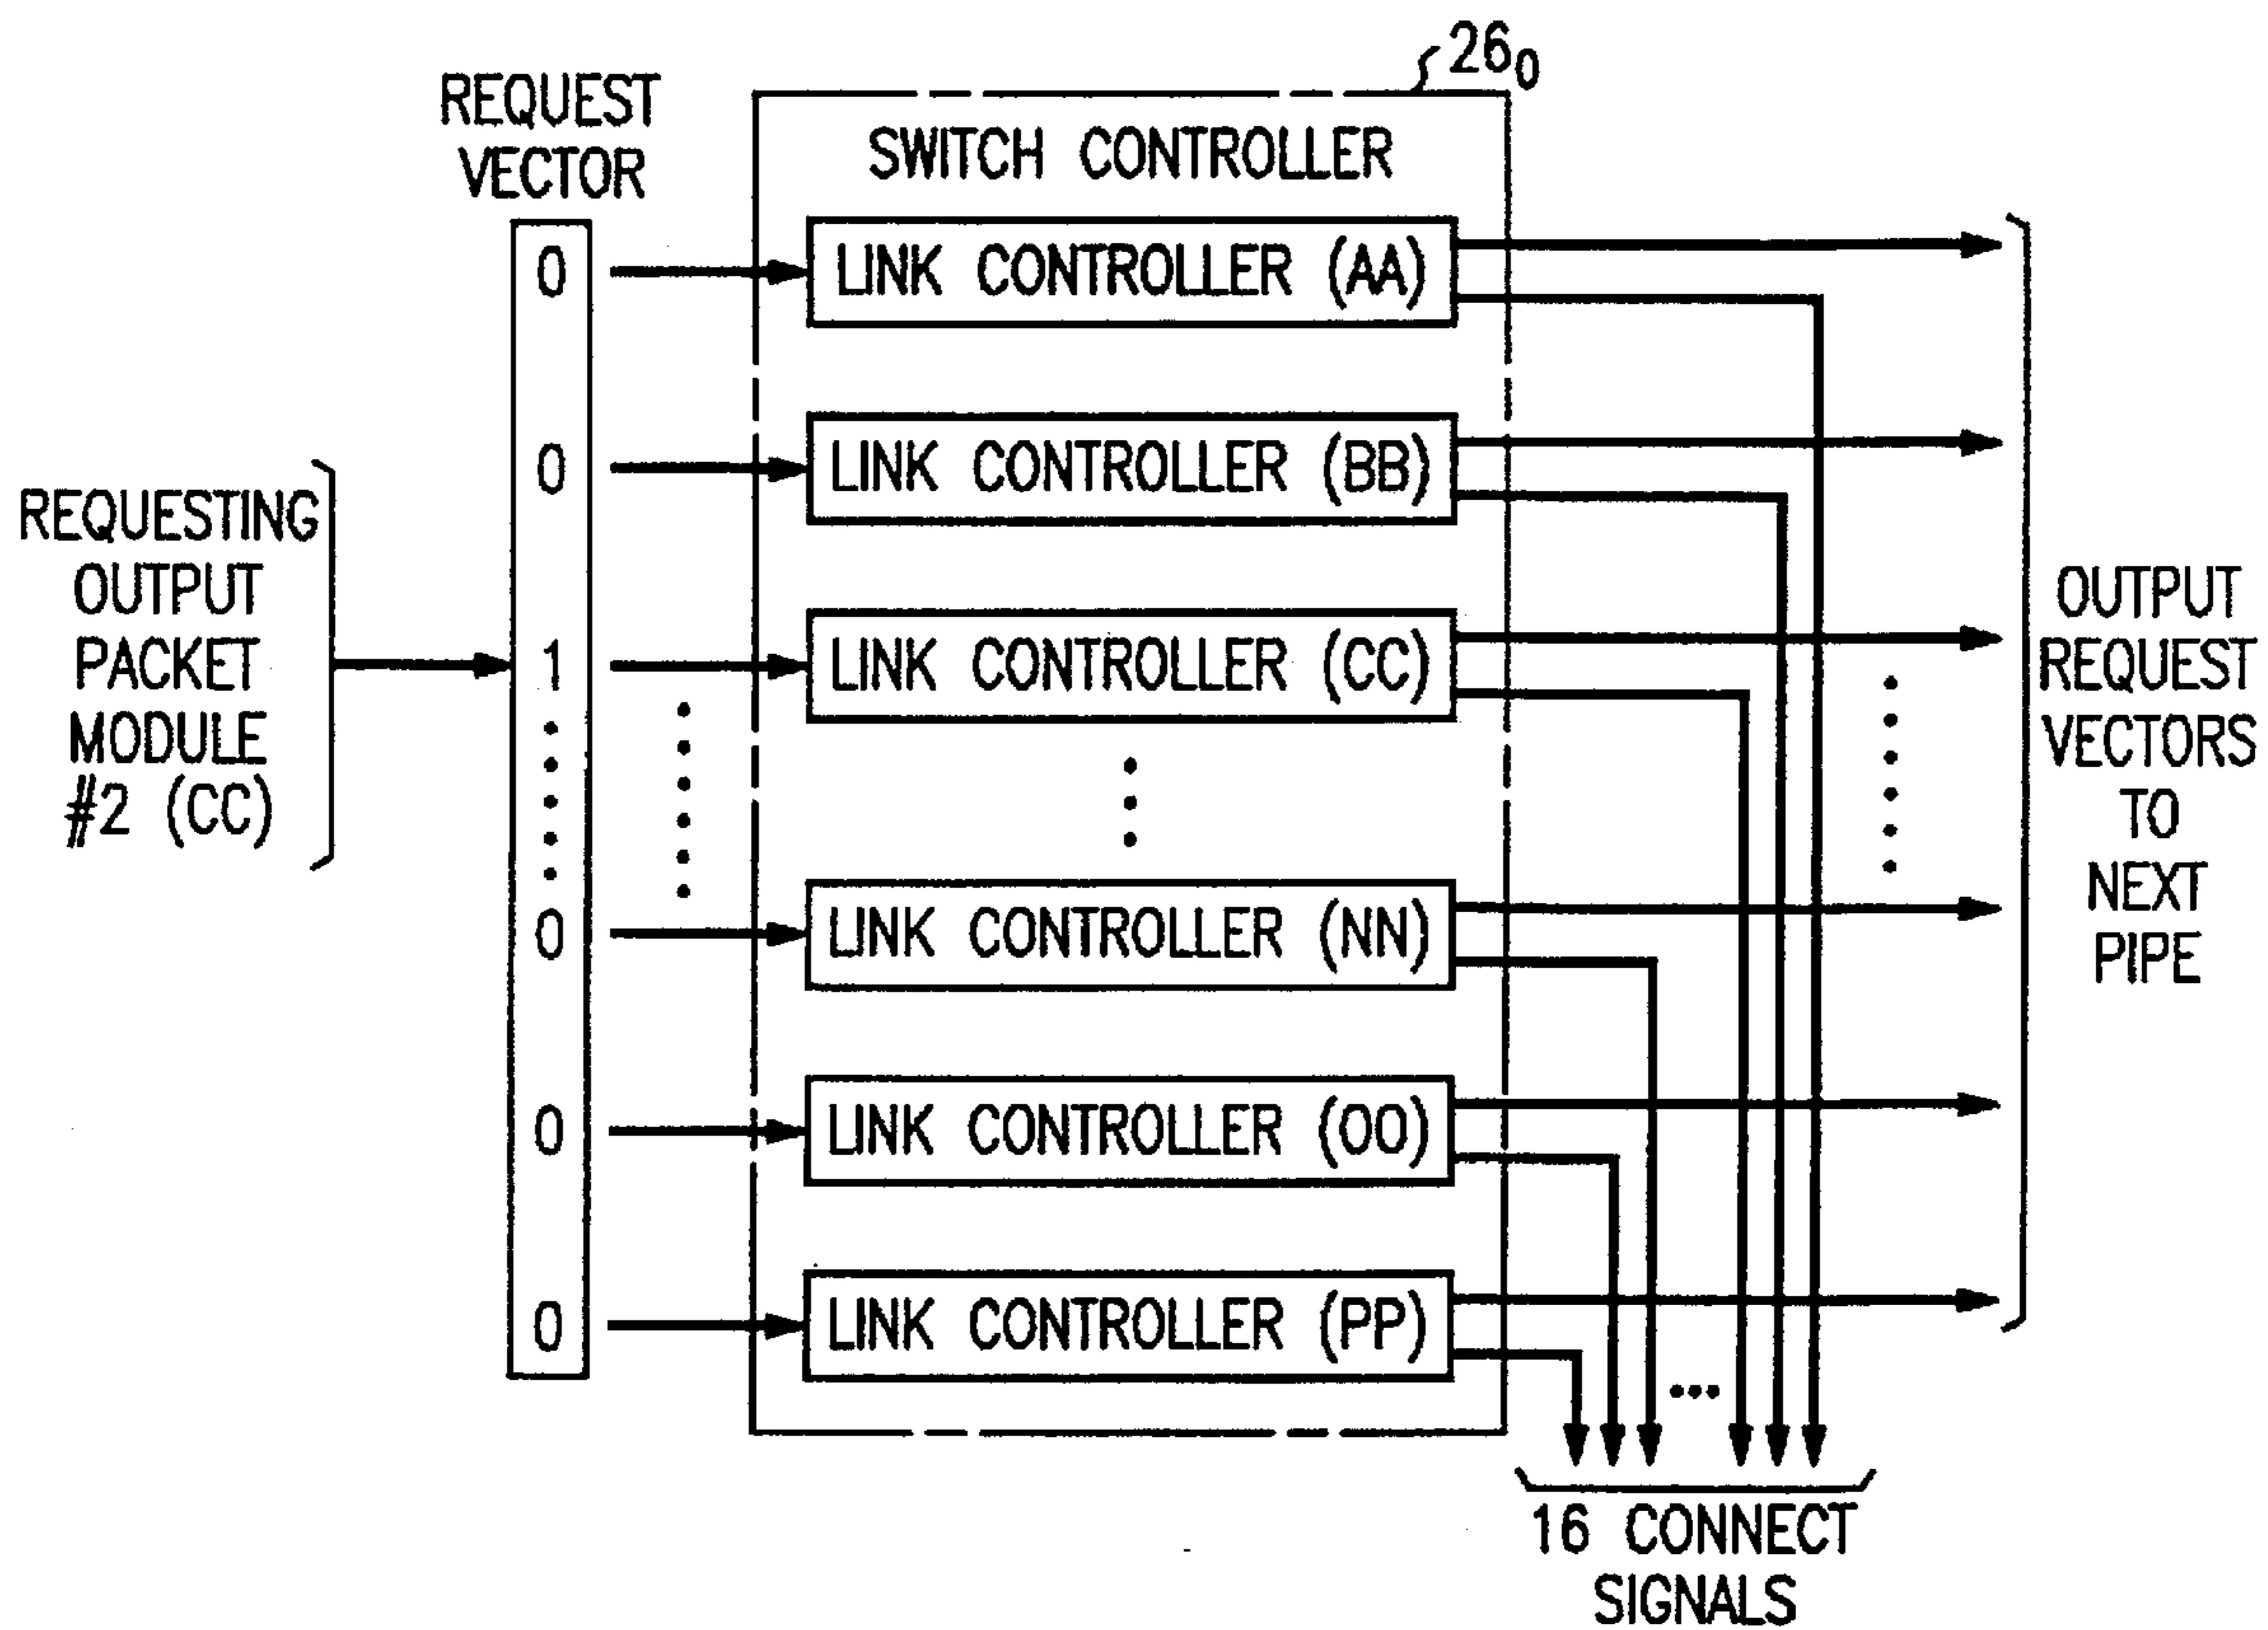 26₀
REQUEST
VECTOR
SWITCH CONTROLLER
0
LINK CONTROLLER (AA)
0
LINK CONTROLLER (BB)
REQUESTING
OUTPUT
PACKET
MODULE
#2 (CC)
1
LINK CONTROLLER (CC)
0
LINK CONTROLLER (NN)
0
LINK CONTROLLER (OO)
0
LINK CONTROLLER (PP)
OUTPUT
REQUEST
VECTORS
TO
NEXT
PIPE
16 CONNECT
SIGNALS